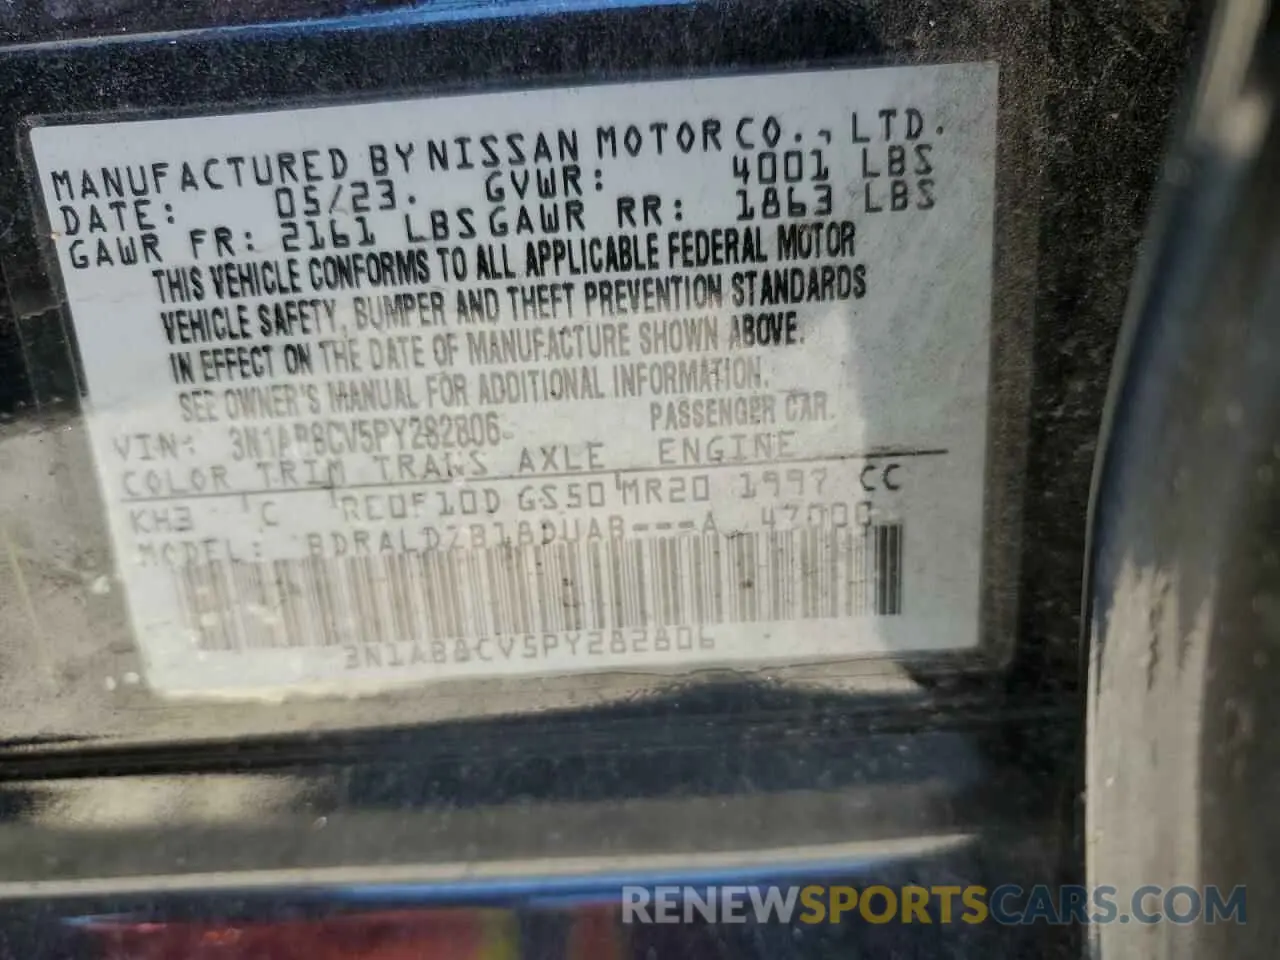 MANUFACTURED BY NISSAN MOTOR CO., LTD.
DATE: 05/23. GVWR: 4001 LBS
GAWR FR: 2161 LBS GAWR RR: 1863 LBS
THIS VEHICLE CONFORMS TO ALL APPLICABLE FEDERAL MOTOR
VEHICLE SAFETY, BUMPER AND THEFT PREVENTION STANDARDS
IN EFFECT ON THE DATE OF MANUFACTURE SHOWN ABOVE.
SEE OWNER'S MANUAL FOR ADDITIONAL INFORMATION.
VIN: 3N1AB8CV5PY282806 PASSENGER CAR.
COLOR TRIM TRANS AXLE ENGINE
KH3 C RE0F10D GS50 MR20 1997 CC
MODEL: BDRALDZB18DUAB---A 47000
3N1AB8CV5PY282806
RENEWSPORTSCARS.COM